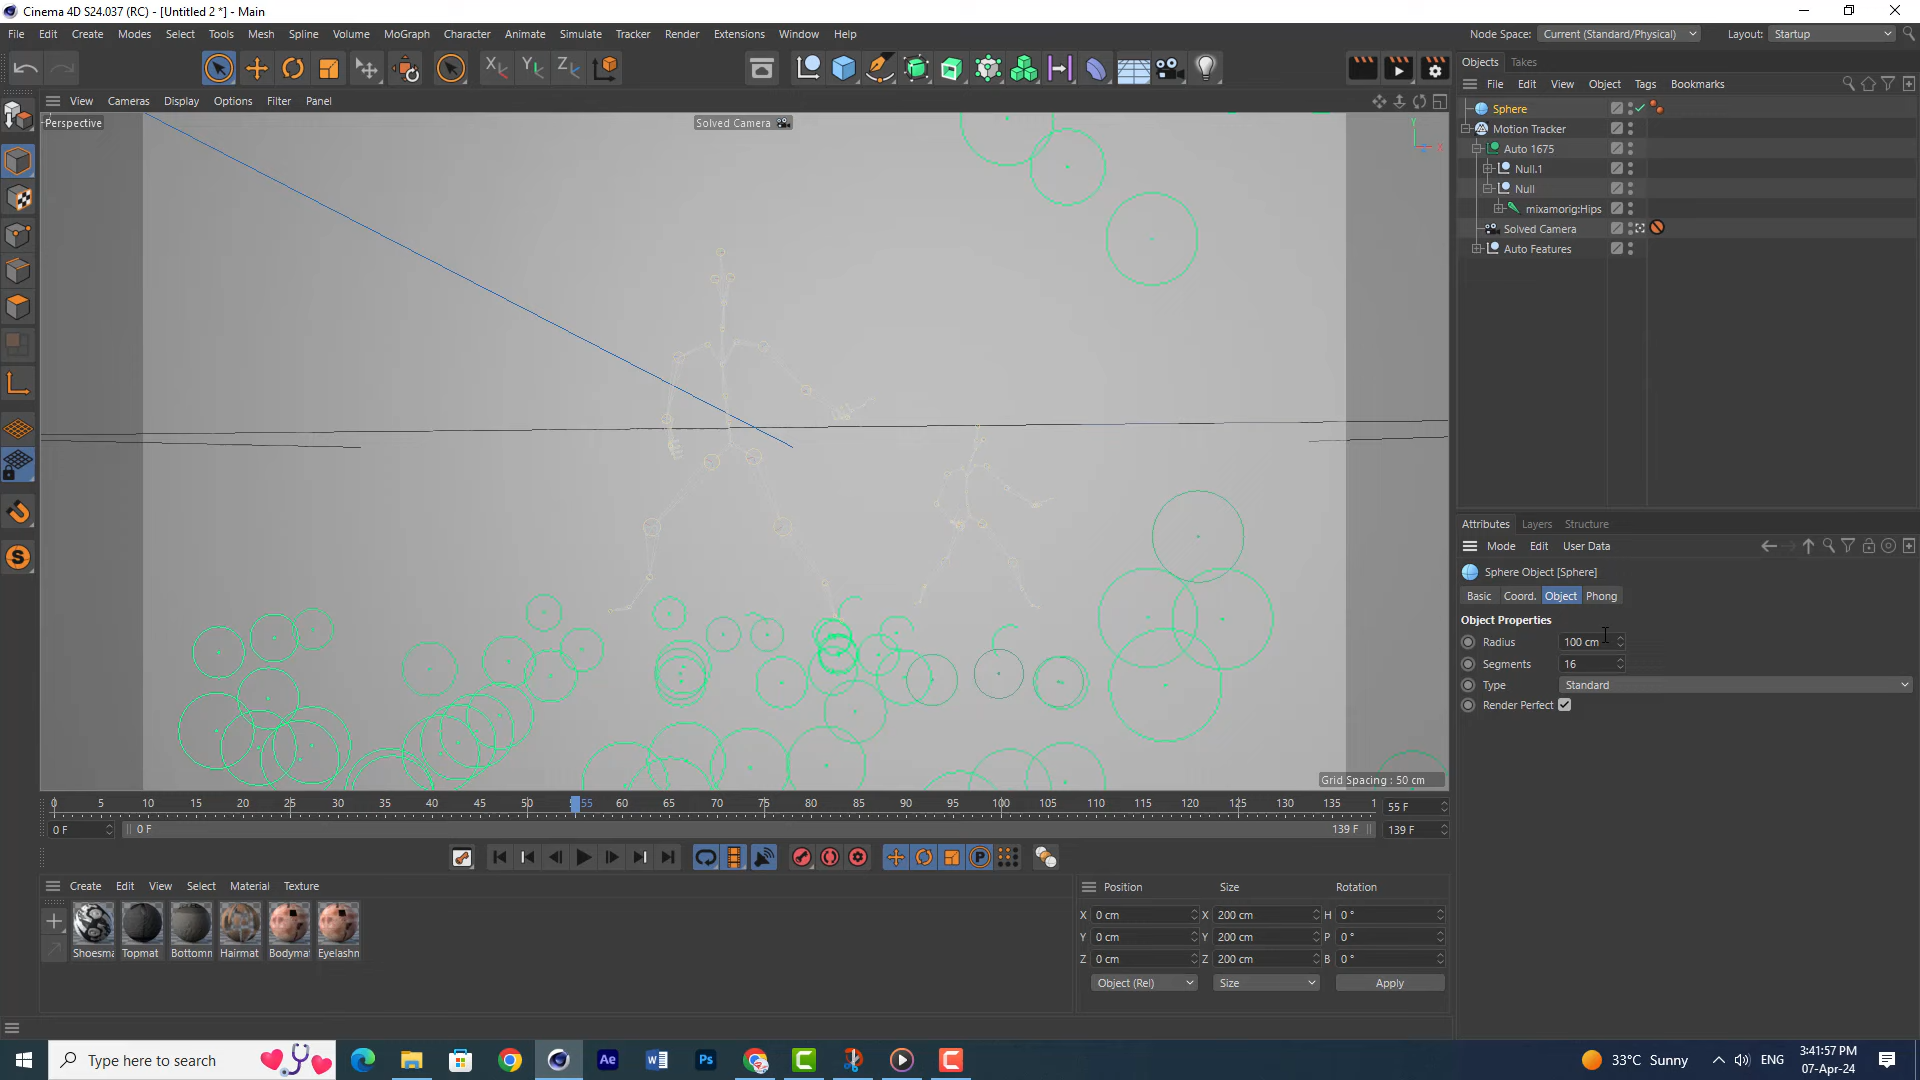 Cinema 4D S24.037 (RC) - [Untitled 2 *] - Main
File Edit Create Modes Select Tools Mesh Spline Volume MoGraph Character Animate Simulate Tracker Render Extensions Window Help
Node Space: Current (Standard/Physical) Layout: Startup
X Y Z
View Cameras Display Options Filter Panel
Perspective
Solved Camera
Y
X
Z
Grid Spacing : 50 cm
Objects Takes
File Edit View Object Tags Bookmarks
Sphere
Motion Tracker
Auto 1675
Null.1
Null
mixamorig:Hips
Solved Camera
Auto Features
Attributes Layers Structure
Mode Edit User Data
Sphere Object [Sphere]
Basic Coord. Object Phong
Object Properties
Radius 100 cm
Segments 16
Type Standard
Render Perfect
0 5 10 15 20 25 30 35 40 45 50 55 60 65 70 75 80 85 90 95 100 105 110 115 120 125 130 135 1
55 F
0 F 0 F 139 F 139 F
Create Edit View Select Material Texture
Shoesma Topmat Bottomn Hairmat Bodymat Eyelashn
Position Size Rotation
X 0 cm X 200 cm H 0 °
Y 0 cm Y 200 cm P 0 °
Z 0 cm Z 200 cm B 0 °
Object (Rel) Size Apply
Type here to search
Ae
Ps
33°C Sunny
ENG
3:41:57 PM
07-Apr-24